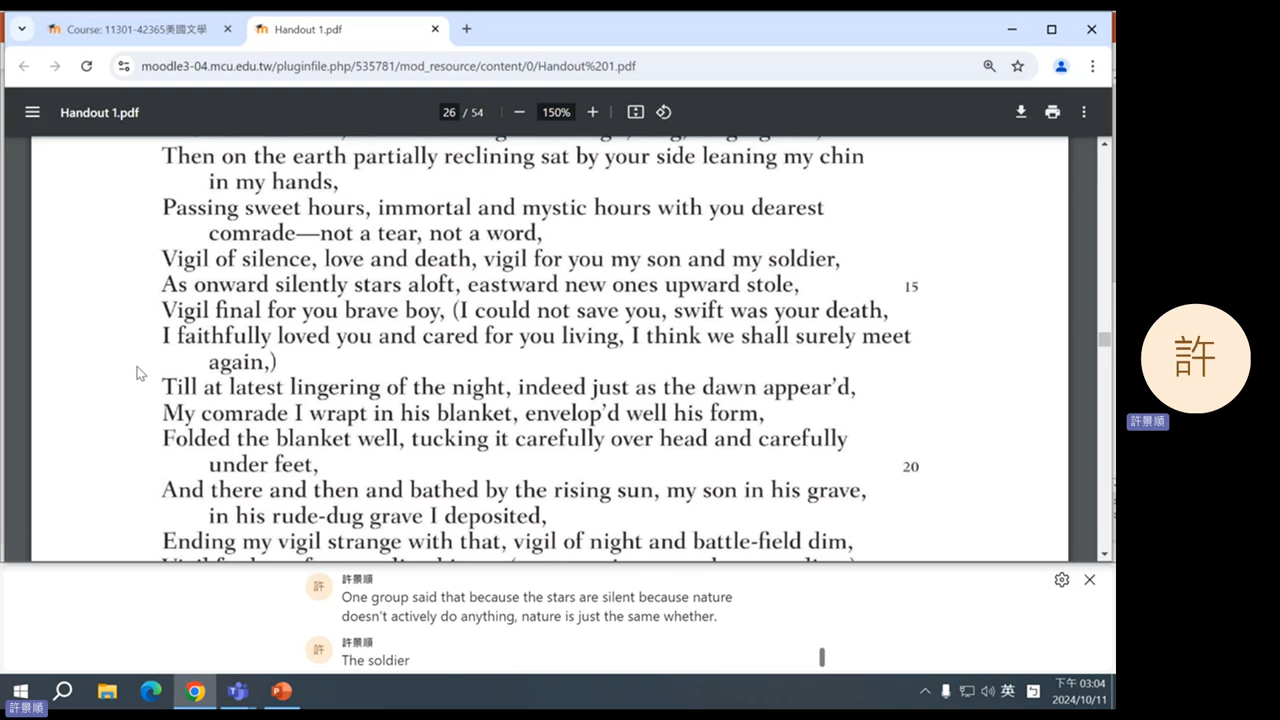 Course: 11301-42365美國文學
Handout 1.pdf
moodle3-04.mcu.edu.tw/pluginfile.php/535781/mod_resource/content/0/Handout%201.pdf
Handout 1.pdf
26 / 54
150%
Then on the earth partially reclining sat by your side leaning my chin
in my hands,
Passing sweet hours, immortal and mystic hours with you dearest
comrade—not a tear, not a word,
Vigil of silence, love and death, vigil for you my son and my soldier,
As onward silently stars aloft, eastward new ones upward stole, 15
Vigil final for you brave boy, (I could not save you, swift was your death,
I faithfully loved you and cared for you living, I think we shall surely meet
again,)
Till at latest lingering of the night, indeed just as the dawn appear'd,
My comrade I wrapt in his blanket, envelop'd well his form,
Folded the blanket well, tucking it carefully over head and carefully
under feet, 20
And there and then and bathed by the rising sun, my son in his grave,
in his rude-dug grave I deposited,
Ending my vigil strange with that, vigil of night and battle-field dim,
許
許景順
許
許景順
One group said that because the stars are silent because nature
doesn't actively do anything, nature is just the same whether.
許
許景順
The soldier
英
下午 03:04
2024/10/11
許景順